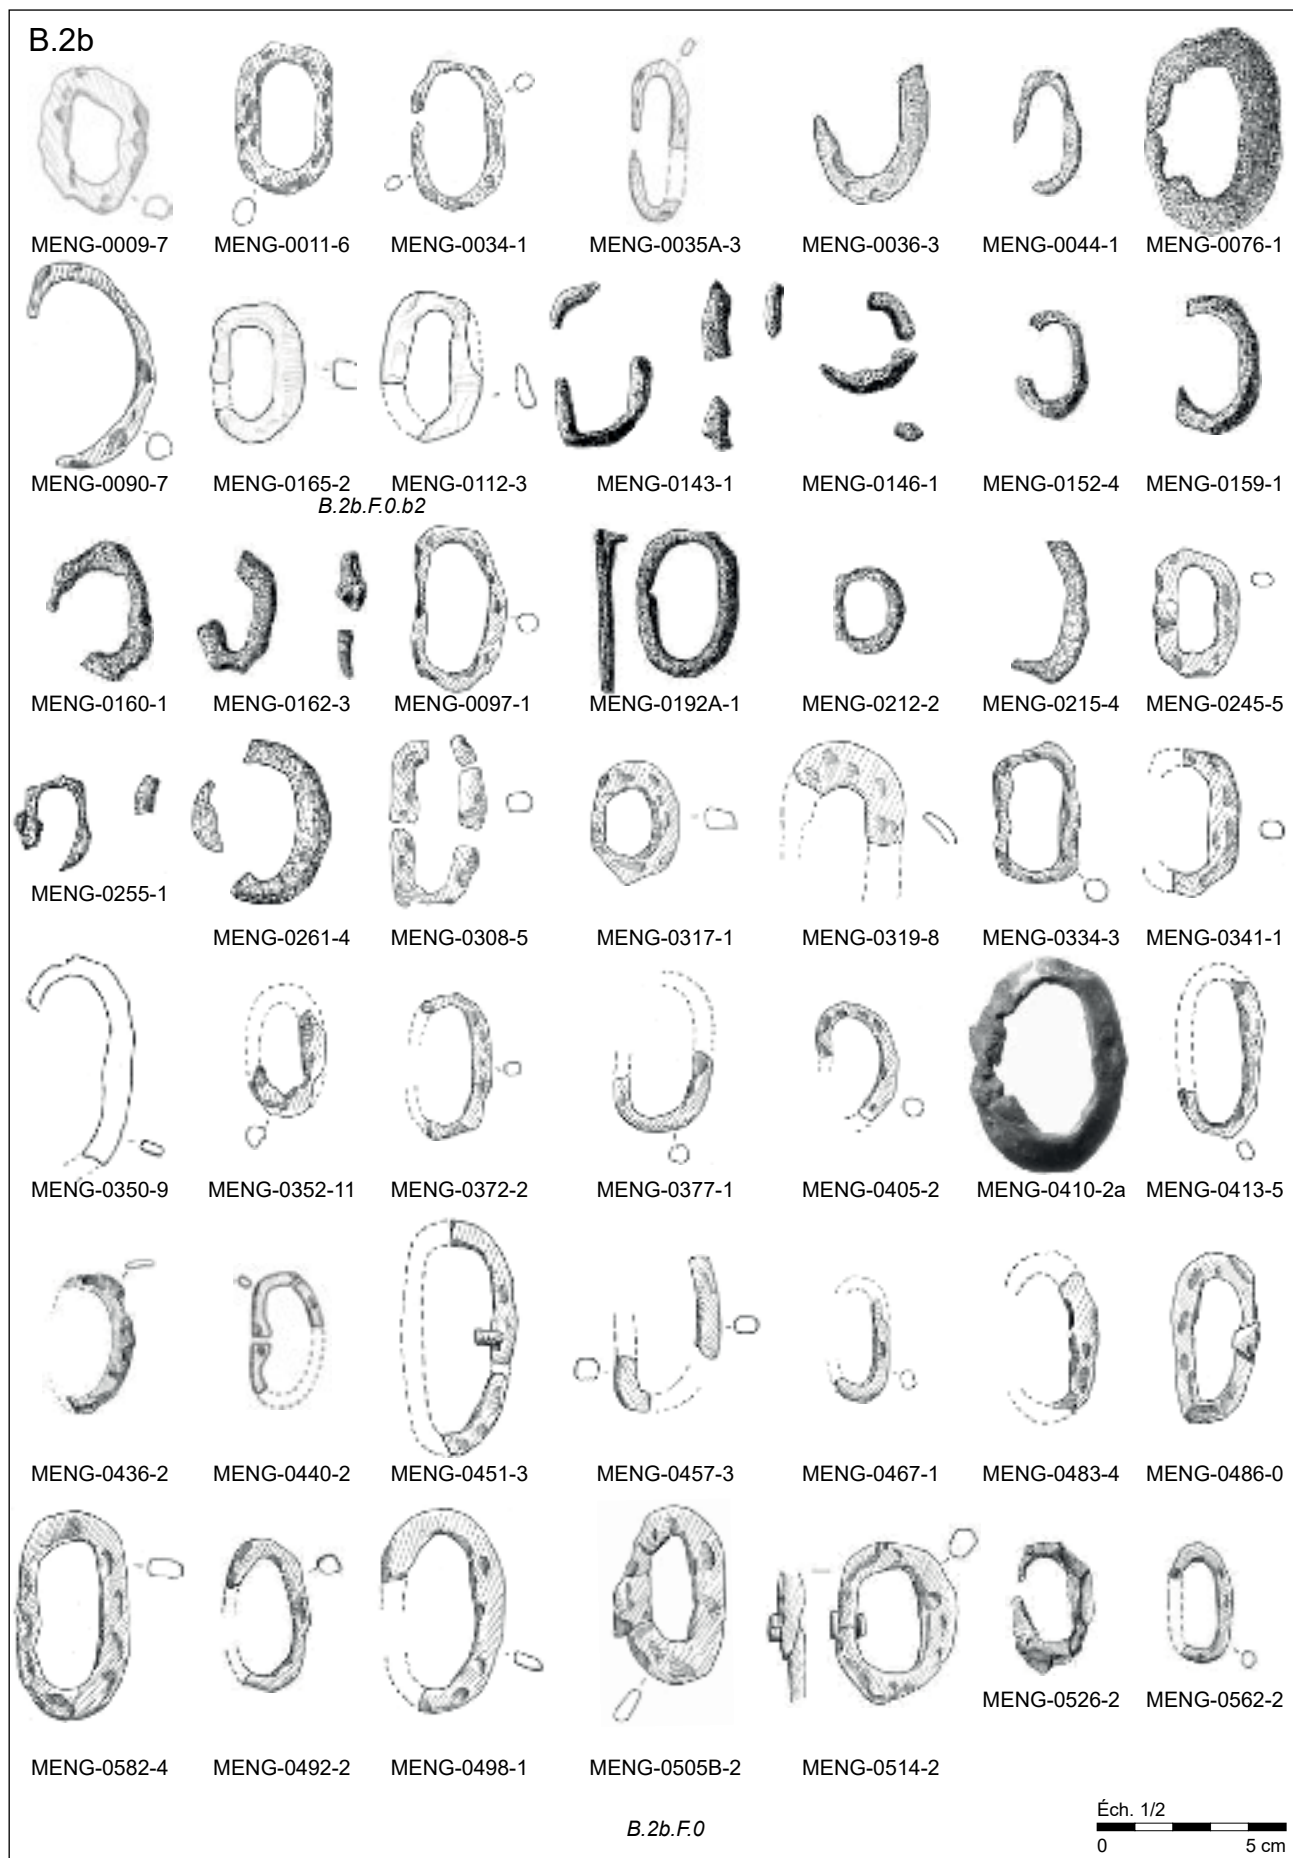 B.2b
MENG-0009-7 MENG-0011-6 MENG-0034-1 MENG-0035A-3 MENG-0036-3 MENG-0044-1 MENG-0076-1
MENG-0090-7 MENG-0165-2 MENG-0112-3 MENG-0143-1 MENG-0146-1 MENG-0152-4 MENG-0159-1
B.2b.F.0.b2
MENG-0160-1 MENG-0162-3 MENG-0097-1 MENG-0192A-1 MENG-0212-2 MENG-0215-4 MENG-0245-5
MENG-0255-1
MENG-0261-4 MENG-0308-5 MENG-0317-1 MENG-0319-8 MENG-0334-3 MENG-0341-1
MENG-0350-9 MENG-0352-11 MENG-0372-2 MENG-0377-1 MENG-0405-2 MENG-0410-2a MENG-0413-5
MENG-0436-2 MENG-0440-2 MENG-0451-3 MENG-0457-3 MENG-0467-1 MENG-0483-4 MENG-0486-0
MENG-0526-2 MENG-0562-2
MENG-0582-4 MENG-0492-2 MENG-0498-1 MENG-0505B-2 MENG-0514-2
Éch. 1/2
B.2b.F.0
0 5 cm